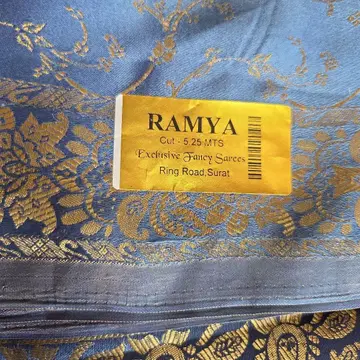 RAMYA
Cut - 5.25 MTS
Exclusive Fancy Sarees
Ring Road,Surat